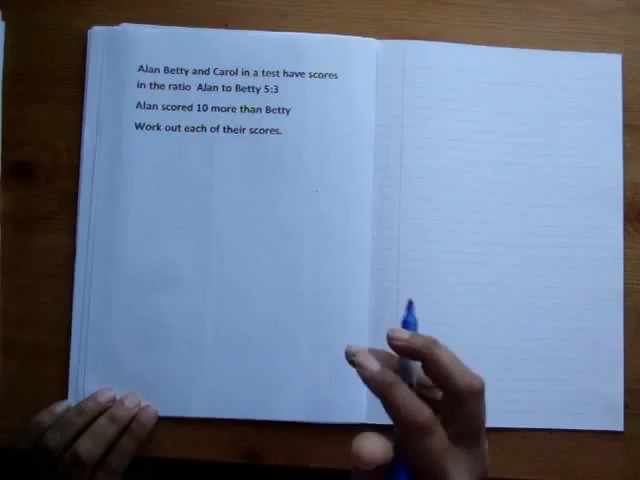 Alan Betty and Carol in a test have scores
in the ratio Alan to Betty 5:3
Alan scored 10 more than Betty
Work out each of their scores.